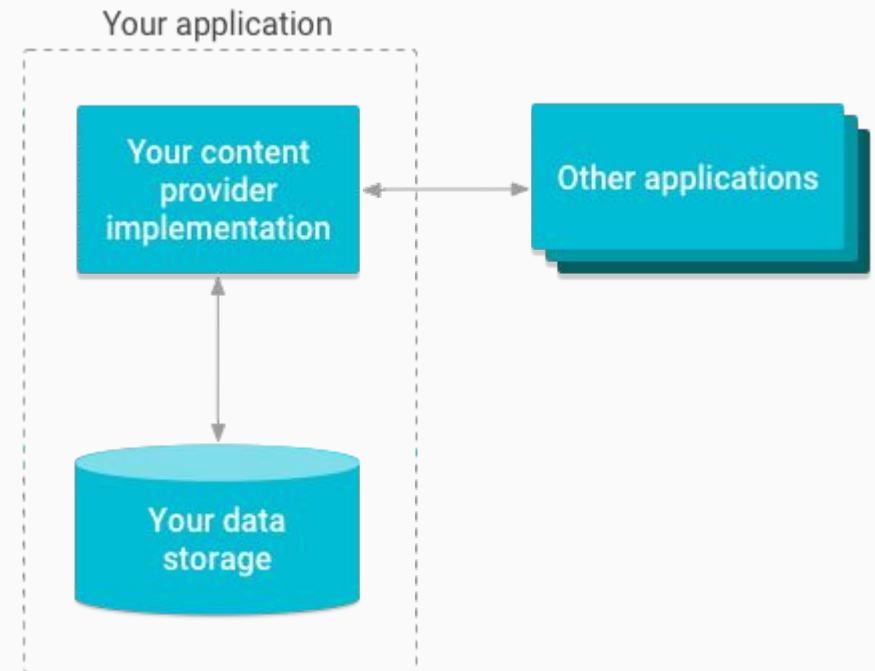 Your application
Your content
provider
implementation
Other applications
Your data
storage